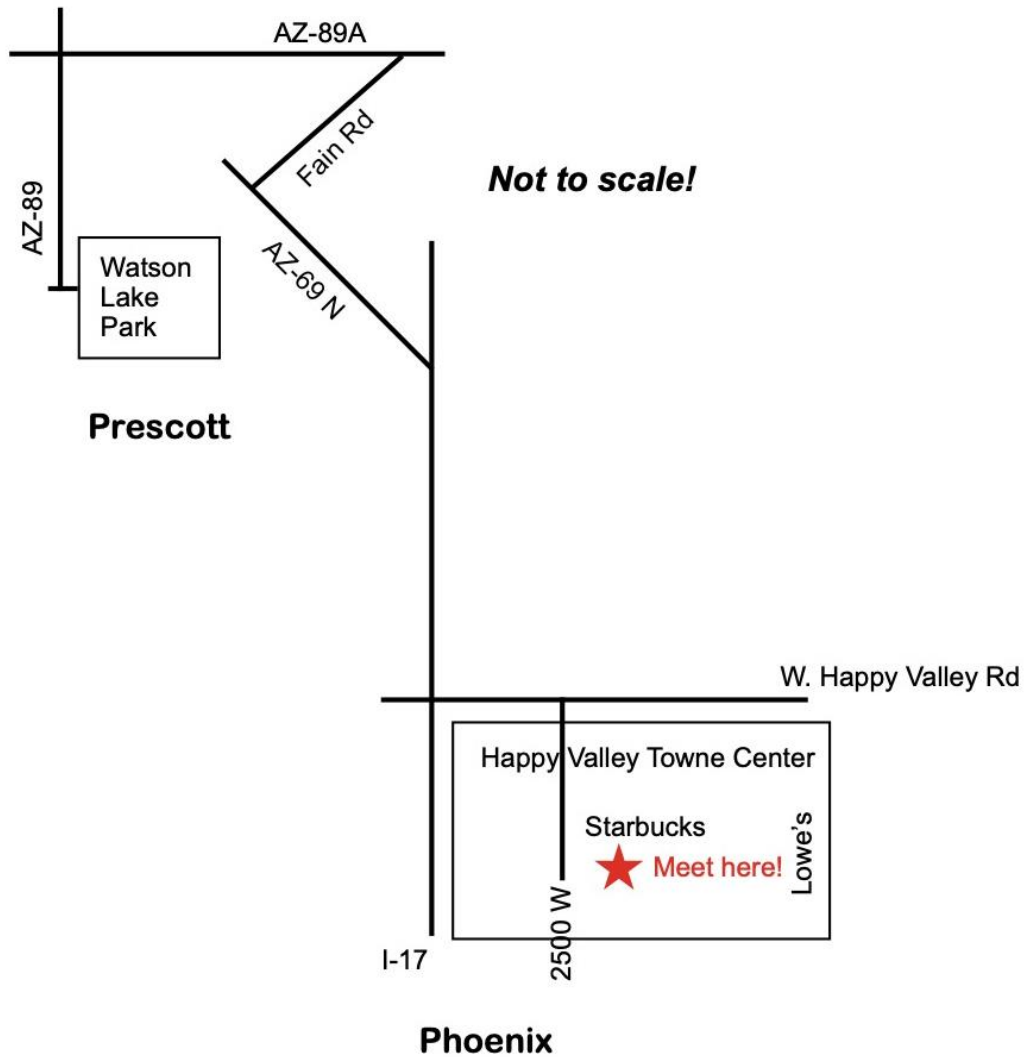 AZ-89A
Fain Rd
Not to scale!
AZ-89
Watson
Lake
Park
AZ-69 N
Prescott
W. Happy Valley Rd
Happy Valley Towne Center
Starbucks
Meet here!
Lowe's
2500 W
I-17
Phoenix